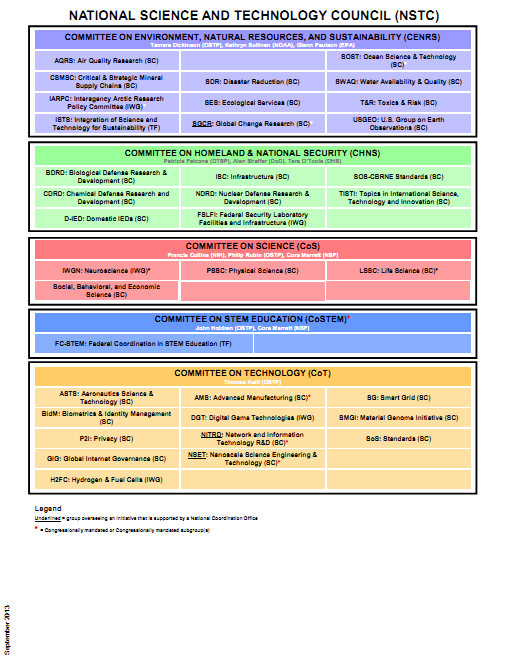 NATIONAL SCIENCE AND TECHNOLOGY COUNCIL (NSTC)
COMMITTEE ON ENVIRONMENT, NATURAL RESOURCES, AND SUSTAINABILITY (CENRS)
Tamara Dickinson (OSTP), Kathryn Sullivan (NOAA), Glenn Paulson (EPA)
AQRS: Air Quality Research (SC)
SOST: Ocean Science & Technology
(SC)
CSMSC: Critical & Strategic Mineral
Supply Chains (SC)
SDR: Disaster Reduction (SC)
SWAQ: Water Availability & Quality (SC)
IARPC: Interagency Arctic Research
Policy Committee (IWG)
SES: Ecological Services (SC)
T&R: Toxics & Risk (SC)
ISTS: Integration of Science and
Technology for Sustainability (TF)
SGCR: Global Change Research (SC)
USGEO: U.S. Group on Earth
Observations (SC)
COMMITTEE ON HOMELAND & NATIONAL SECURITY (CHNS)
Patricia Falcone (OTSP), Alan Shaffer (DoD), Tara O'Toole (DHS)
BDRD: Biological Defense Research &
Development (SC)
ISC: Infrastructure (SC)
SOS-CBRNE Standards (SC)
CDRD: Chemical Defense Research and
Development (SC)
NDRD: Nuclear Defense Research &
Development (SC)
TISTI: Topics in International Science,
Technology and Innovation (SC)
D-IED: Domestic IEDs (SC)
FSLFI: Federal Security Laboratory
Facilities and Infrastructure (IWG)
COMMITTEE ON SCIENCE (CoS)
Francis Collins (NIH), Philip Rubin (OSTP), Cora Marrett (NSF)
IWGN: Neuroscience (IWG)*
PSSC: Physical Science (SC)
LSSC: Life Science (SC)*
Social, Behavioral, and Economic
Science (SC)
COMMITTEE ON STEM EDUCATION (CoSTEM)*
John Holdren (OSTP), Cora Marrett (NSF)
FC-STEM: Federal Coordination in STEM Education (TF)
COMMITTEE ON TECHNOLOGY (CoT)
Thomas Kalil (OSTP)
ASTS: Aeronautics Science &
Technology (SC)
AMS: Advanced Manufacturing (SC)*
SG: Smart Grid (SC)
BidM: Biometrics & Identity Management
(SC)
DGT: Digital Game Technologies (IWG)
SMGI: Material Genome Initiative (SC)
P2I: Privacy (SC)
NITRD: Network and Information
Technology R&D (SC)*
SoS: Standards (SC)
GIG: Global Internet Governance (SC)
NSET: Nanoscale Science Engineering &
Technology (SC)*
H2FC: Hydrogen & Fuel Cells (IWG)
Legend
Underlined = group overseeing an initiative that is supported by a National Coordination Office
* = Congressionally mandated or Congressionally mandated subgroup(s)
September 2013